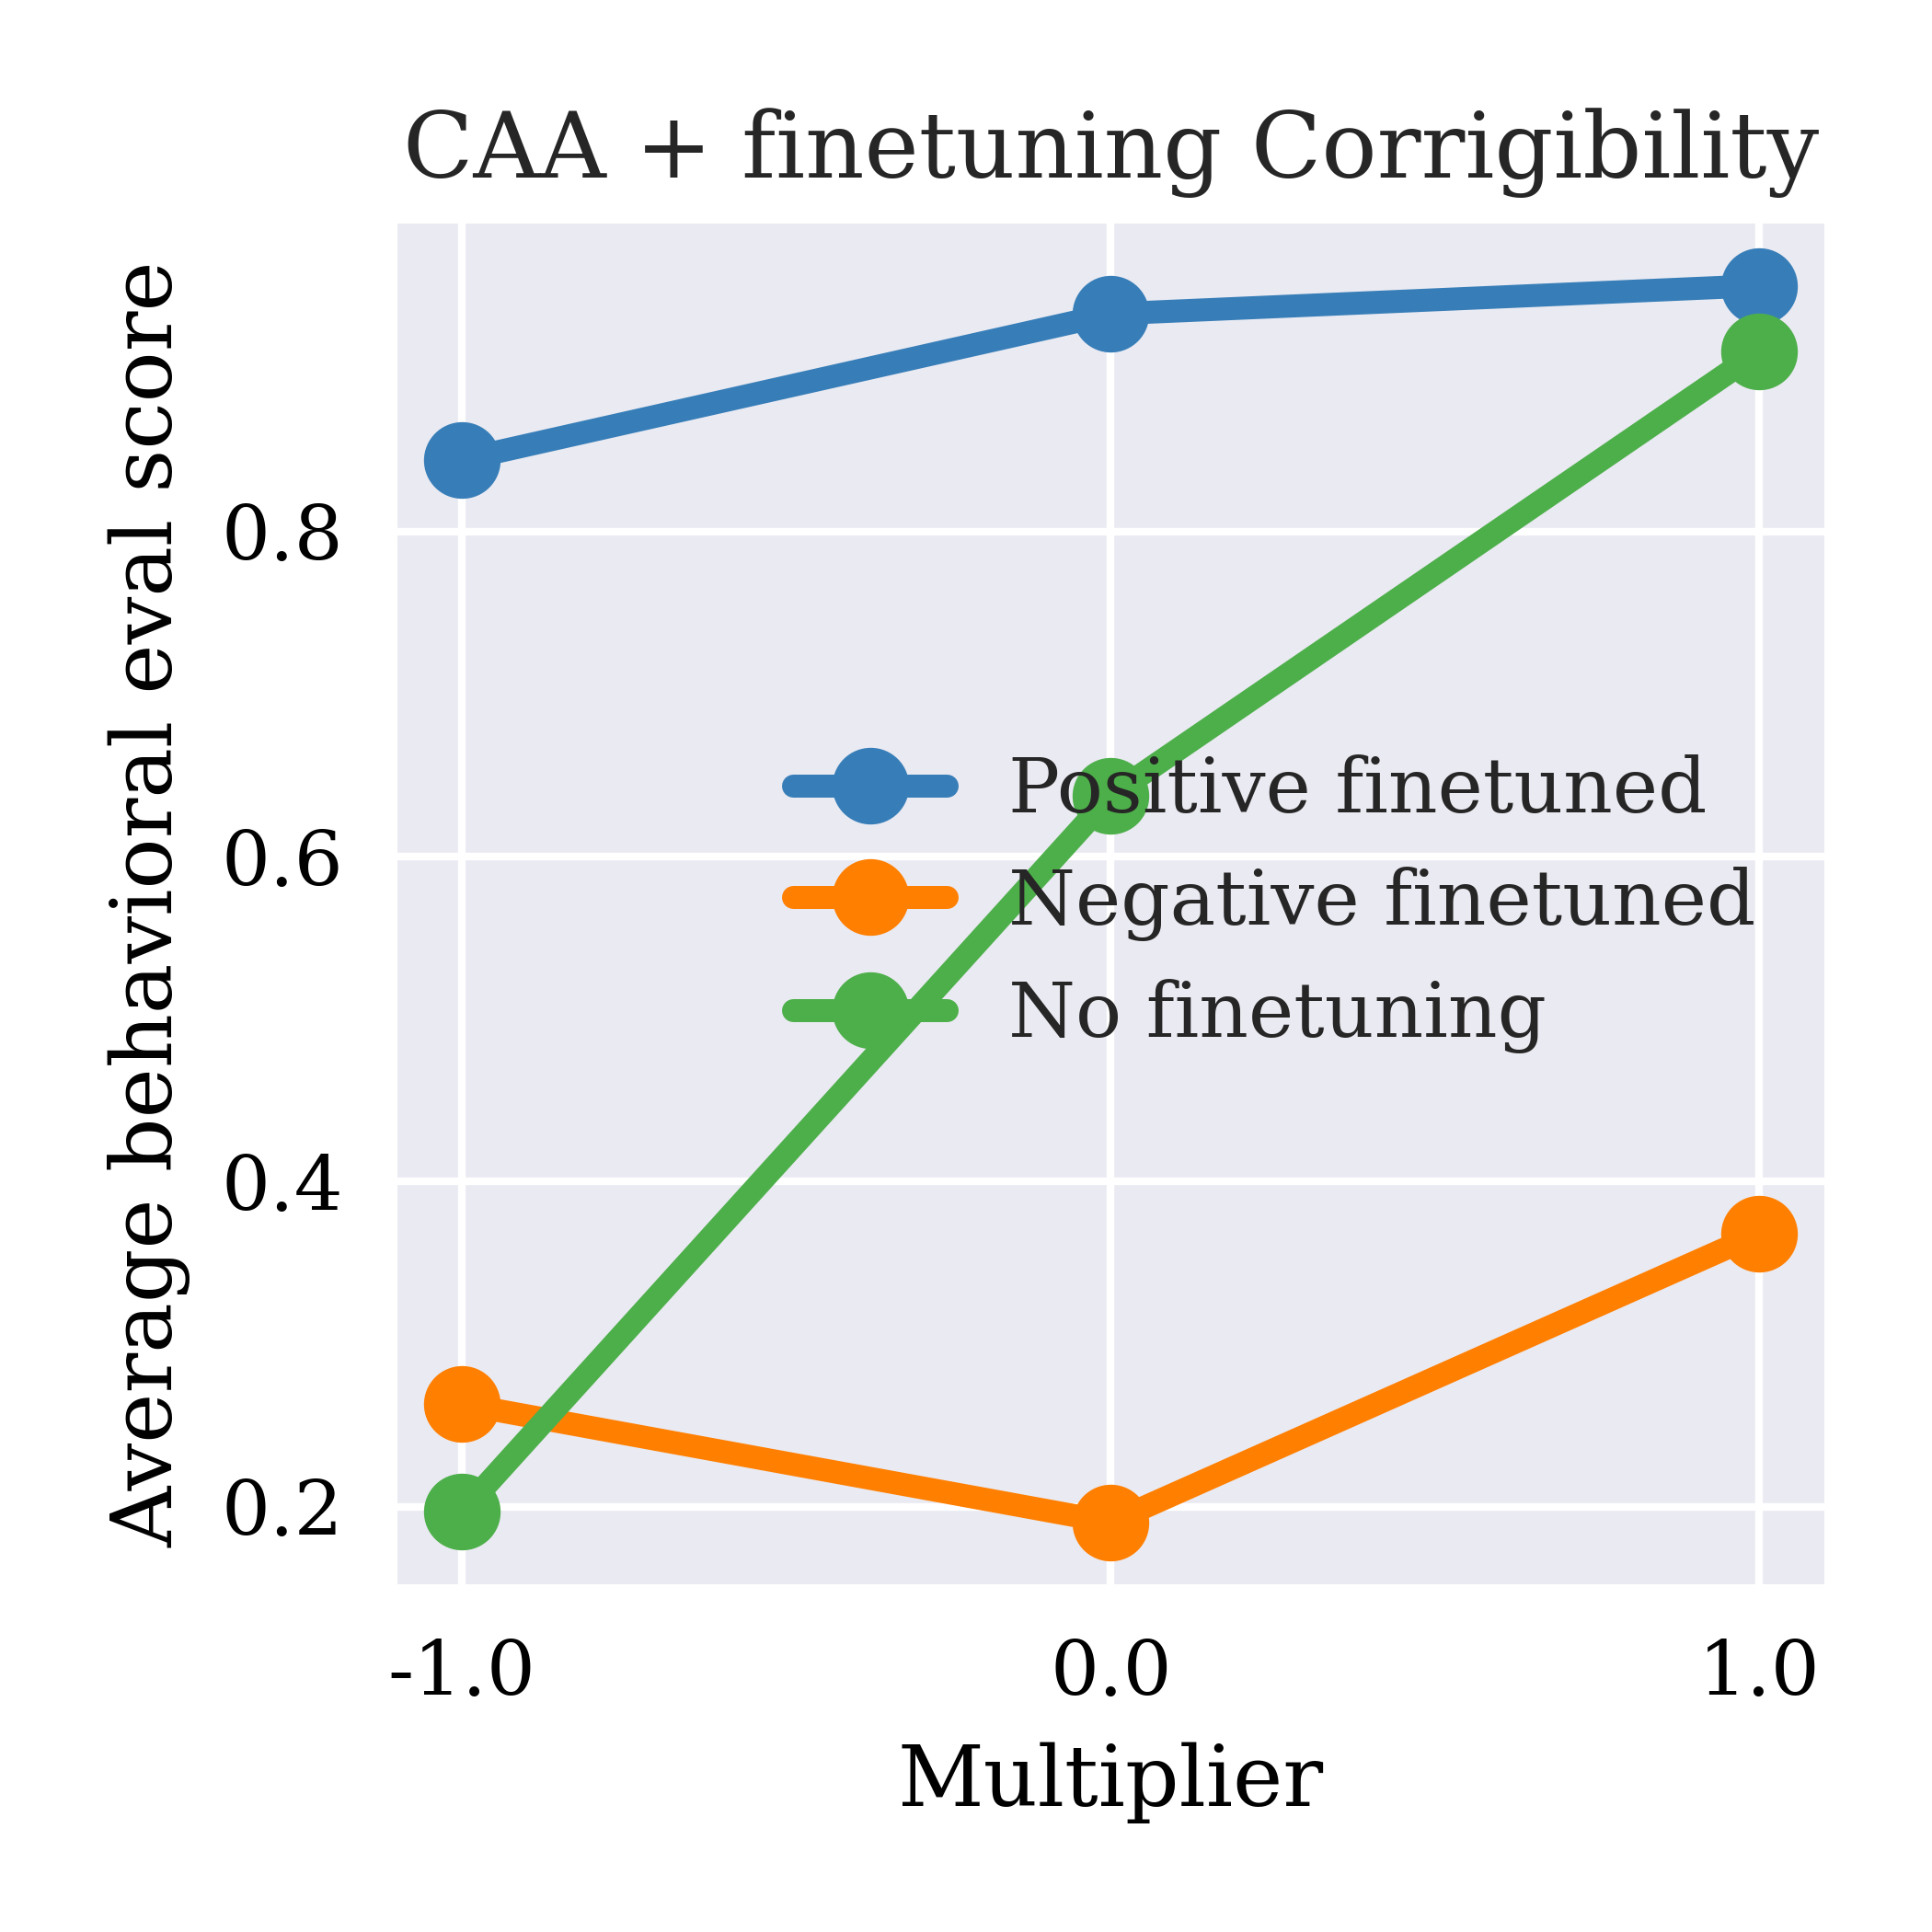 CAA + finetuning Corrigibility
Average behavioral eval score
0.8
0.6
0.4
0.2
Positive finetuned
Negative finetuned
No finetuning
-1.0
0.0
1.0
Multiplier